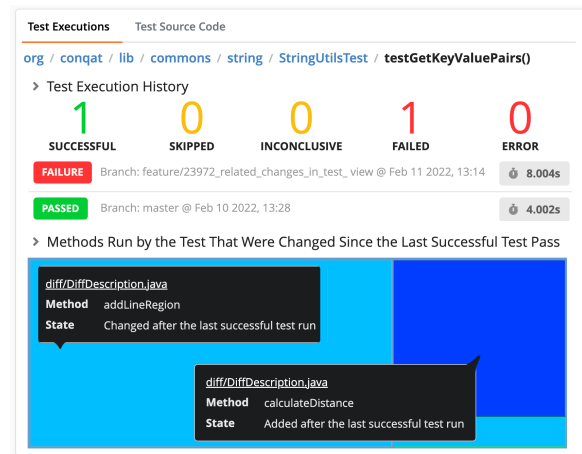 Test Executions Test Source Code
org / conqat / lib / commons / string / StringUtilsTest / testGetKeyValuePairs()
Test Execution History
1 0 0 1 0
SUCCESSFUL SKIPPED INCONCLUSIVE FAILED ERROR
FAILURE Branch: feature/23972_related_changes_in_test_ view @ Feb 11 2022, 13:14 8.004s
PASSED Branch: master @ Feb 10 2022, 13:28 4.002s
Methods Run by the Test That Were Changed Since the Last Successful Test Pass
diff/DiffDescription.java
Method addLineRegion
State Changed after the last successful test run
diff/DiffDescription.java
Method calculateDistance
State Added after the last successful test run